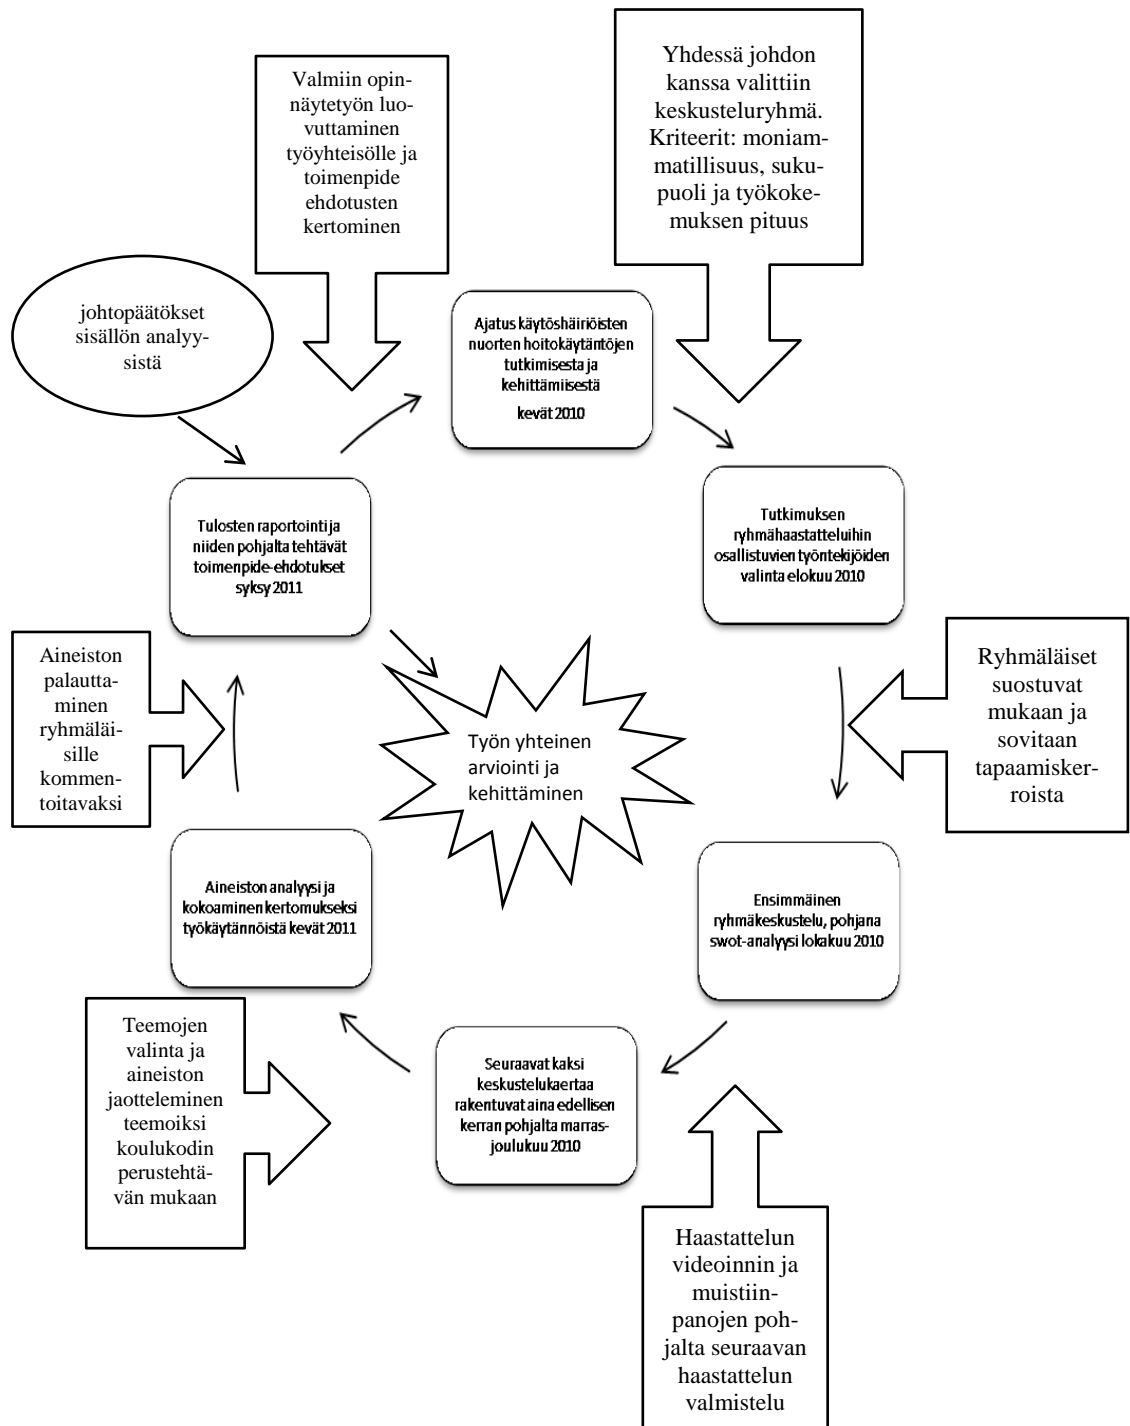 Valmiin opin-
näytetyön luo-
vuttaminen
työyhteisölle ja
toimenpide
ehdotusten
kertominen
Yhdessä johdon
kanssa valittiin
keskusteluryhmä.
Kriteerit: moniam-
matillisuus, suku-
puoli ja työkoke-
muksen pituus
johtopäätökset
sisällön analyy-
sistä
Ajatus käytöshäiriöisten
nuorten hoitokäytäntöjen
tutkimisesta ja
kehittämiisestä
kevät 2010
Tutkimuksen
ryhmähaastatteluihin
osallistuvien työntekijöiden
valinta elokuu 2010
Tulosten raportointi ja
niiden pohjalta tehtävät
toimenpide-ehdotukset
syksy 2011
Aineiston
palautta-
minen
ryhmäläi-
sille
kommen-
toitavaksi
Työn yhteinen
arviointi ja
kehittäminen
Ryhmäläiset
suostuvat
mukaan ja
sovitaan
tapaamisker-
roista
Aineiston analyysi ja
kokoaminen kertomukseksi
työkäytännöistä kevät 2011
Ensimmäinen
ryhmäkeskustelu, pohjana
swot-analyysi lokakuu 2010
Teemojen
valinta ja
aineiston
jaotteleminen
teemoiksi
koulukodin
perustehtä-
vän mukaan
Seuraavat kaksi
keskustelukaertaa
rakentuvat aina edellisen
kerran pohjalta marras-
joulukuu 2010
Haastattelun
videoinnin ja
muistiin-
panojen poh-
jalta seuraavan
haastattelun
valmistelu